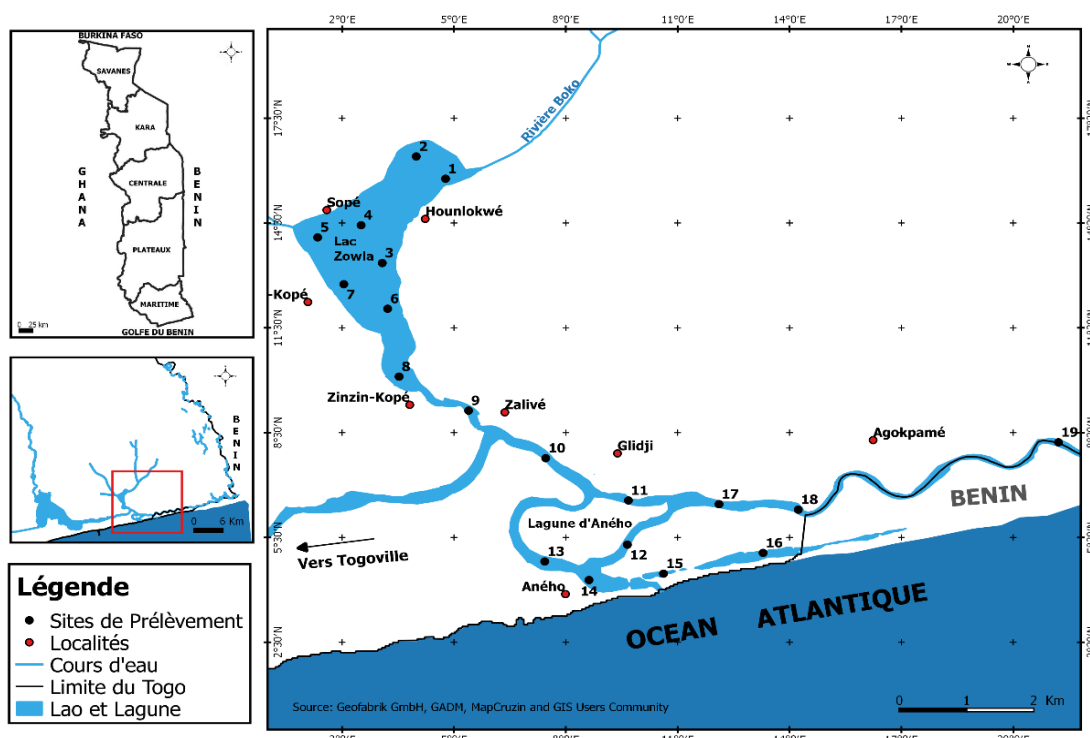 BURKINA FASO
SAVANES
KARA
GHANA
CENTRALE
BENIN
PLATEAUX
MARITIME
0 25 km
GOLFE DU BENIN
BENIN
0 6 Km
Légende
Sites de Prélèvement
Localités
Cours d'eau
Limite du Togo
Lao et Lagune
2°0'E 5°0'E 8°0'E 11°0'E 14°0'E 17°0'E 20°0'E
17°30'N
14°30'N
11°30'N
8°30'N
5°30'N
2°30'N
Rivière Boko
2
1
Sopé
4
Hounlokwé
5
Lac
Zowla
3
7
-Kopé
6
8
Zinzin-Kopé
9
Zalivé
10
Glidji
Agokpamé
19
11
17
18
BENIN
Lagune d'Ného
12
13
14
15
16
Vers Togoville
Aného
OCEAN ATLANTIQUE
Source: Geofabrik GmbH, GADM, MapCruzin and GIS Users Community
0 1 2 Km